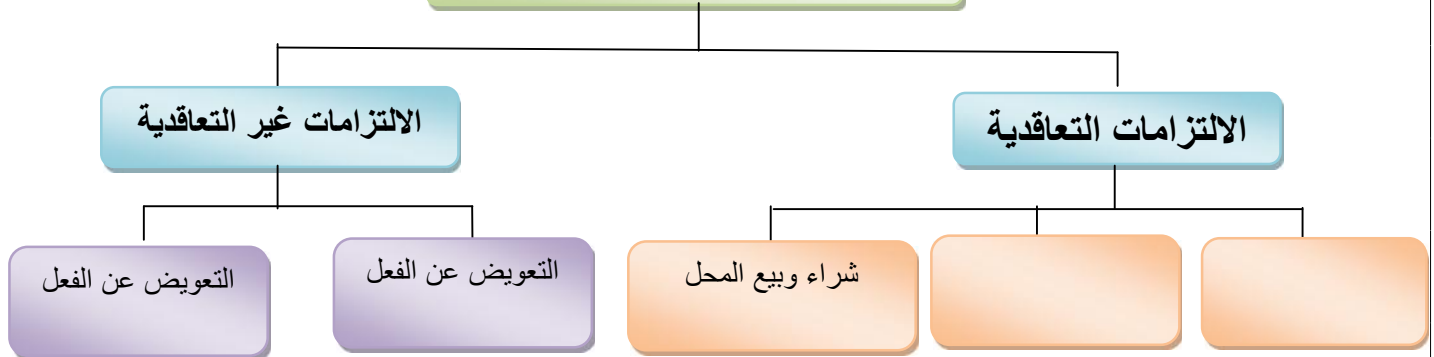 الالتزامات التعاقدية
الالتزامات غير التعاقدية
شراء وبيع المحل
التعويض عن الفعل
التعويض عن الفعل